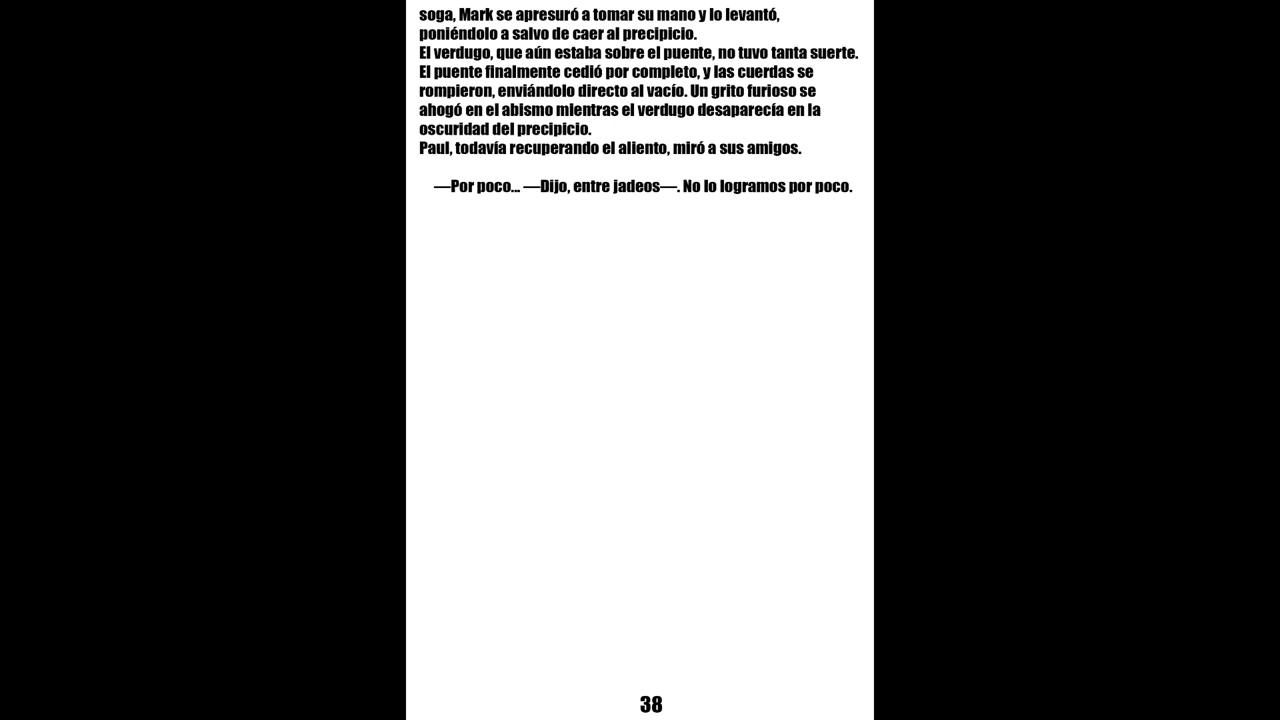 soga, Mark se apresuró a tomar su mano y lo levantó,
poniéndolo a salvo de caer al precipicio.
El verdugo, que aún estaba sobre el puente, no tuvo tanta suerte.
El puente finalmente cedió por completo, y las cuerdas se
rompieron, enviándolo directo al vacío. Un grito furioso se
ahogó en el abismo mientras el verdugo desaparecía en la
oscuridad del precipicio.
Paul, todavía recuperando el aliento, miró a sus amigos.
—Por poco... —Dijo, entre jadeos—. No lo logramos por poco.
38